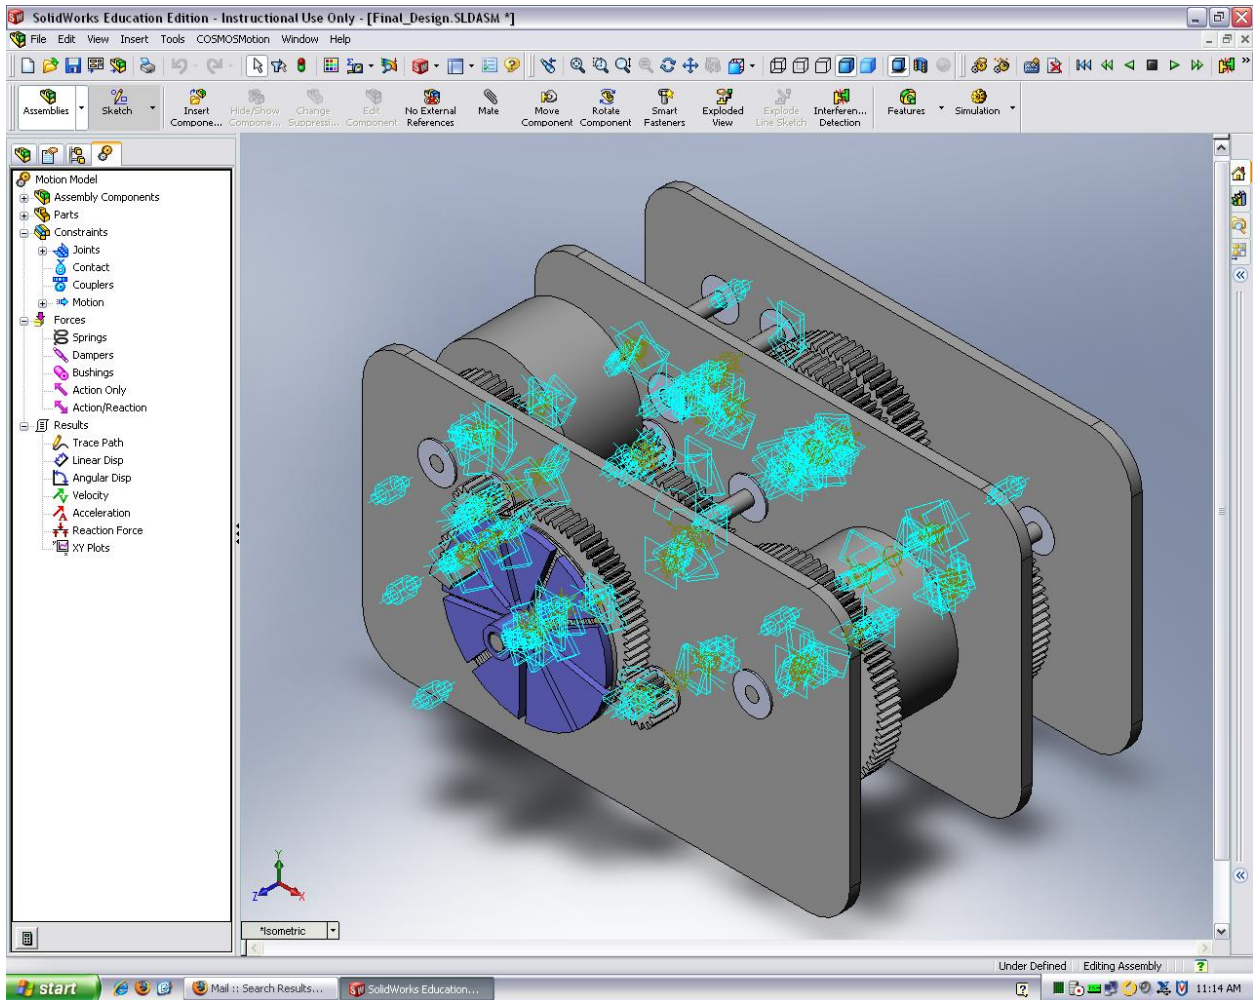 SolidWorks Education Edition - Instructional Use Only - [Final_Design.SLDASM *]
File Edit View Insert Tools COSMOSMotion Window Help
Assemblies
Sketch
Insert Compone...
Hide/Show Compone...
Change Suppressi...
Edit Component
No External References
Mate
Move Component
Rotate Component
Smart Fasteners
Exploded View
Explode Line Sketch
Interferen... Detection
Features
Simulation
Motion Model
Assembly Components
Parts
Constraints
Joints
Contact
Couplers
Motion
Forces
Springs
Dampers
Bushings
Action Only
Action/Reaction
Results
Trace Path
Linear Disp
Angular Disp
Velocity
Acceleration
Reaction Force
XY Plots
Y
Z
X
*Isometric
Under Defined Editing Assembly
start
Mail :: Search Results...
SolidWorks Education...
11:14 AM